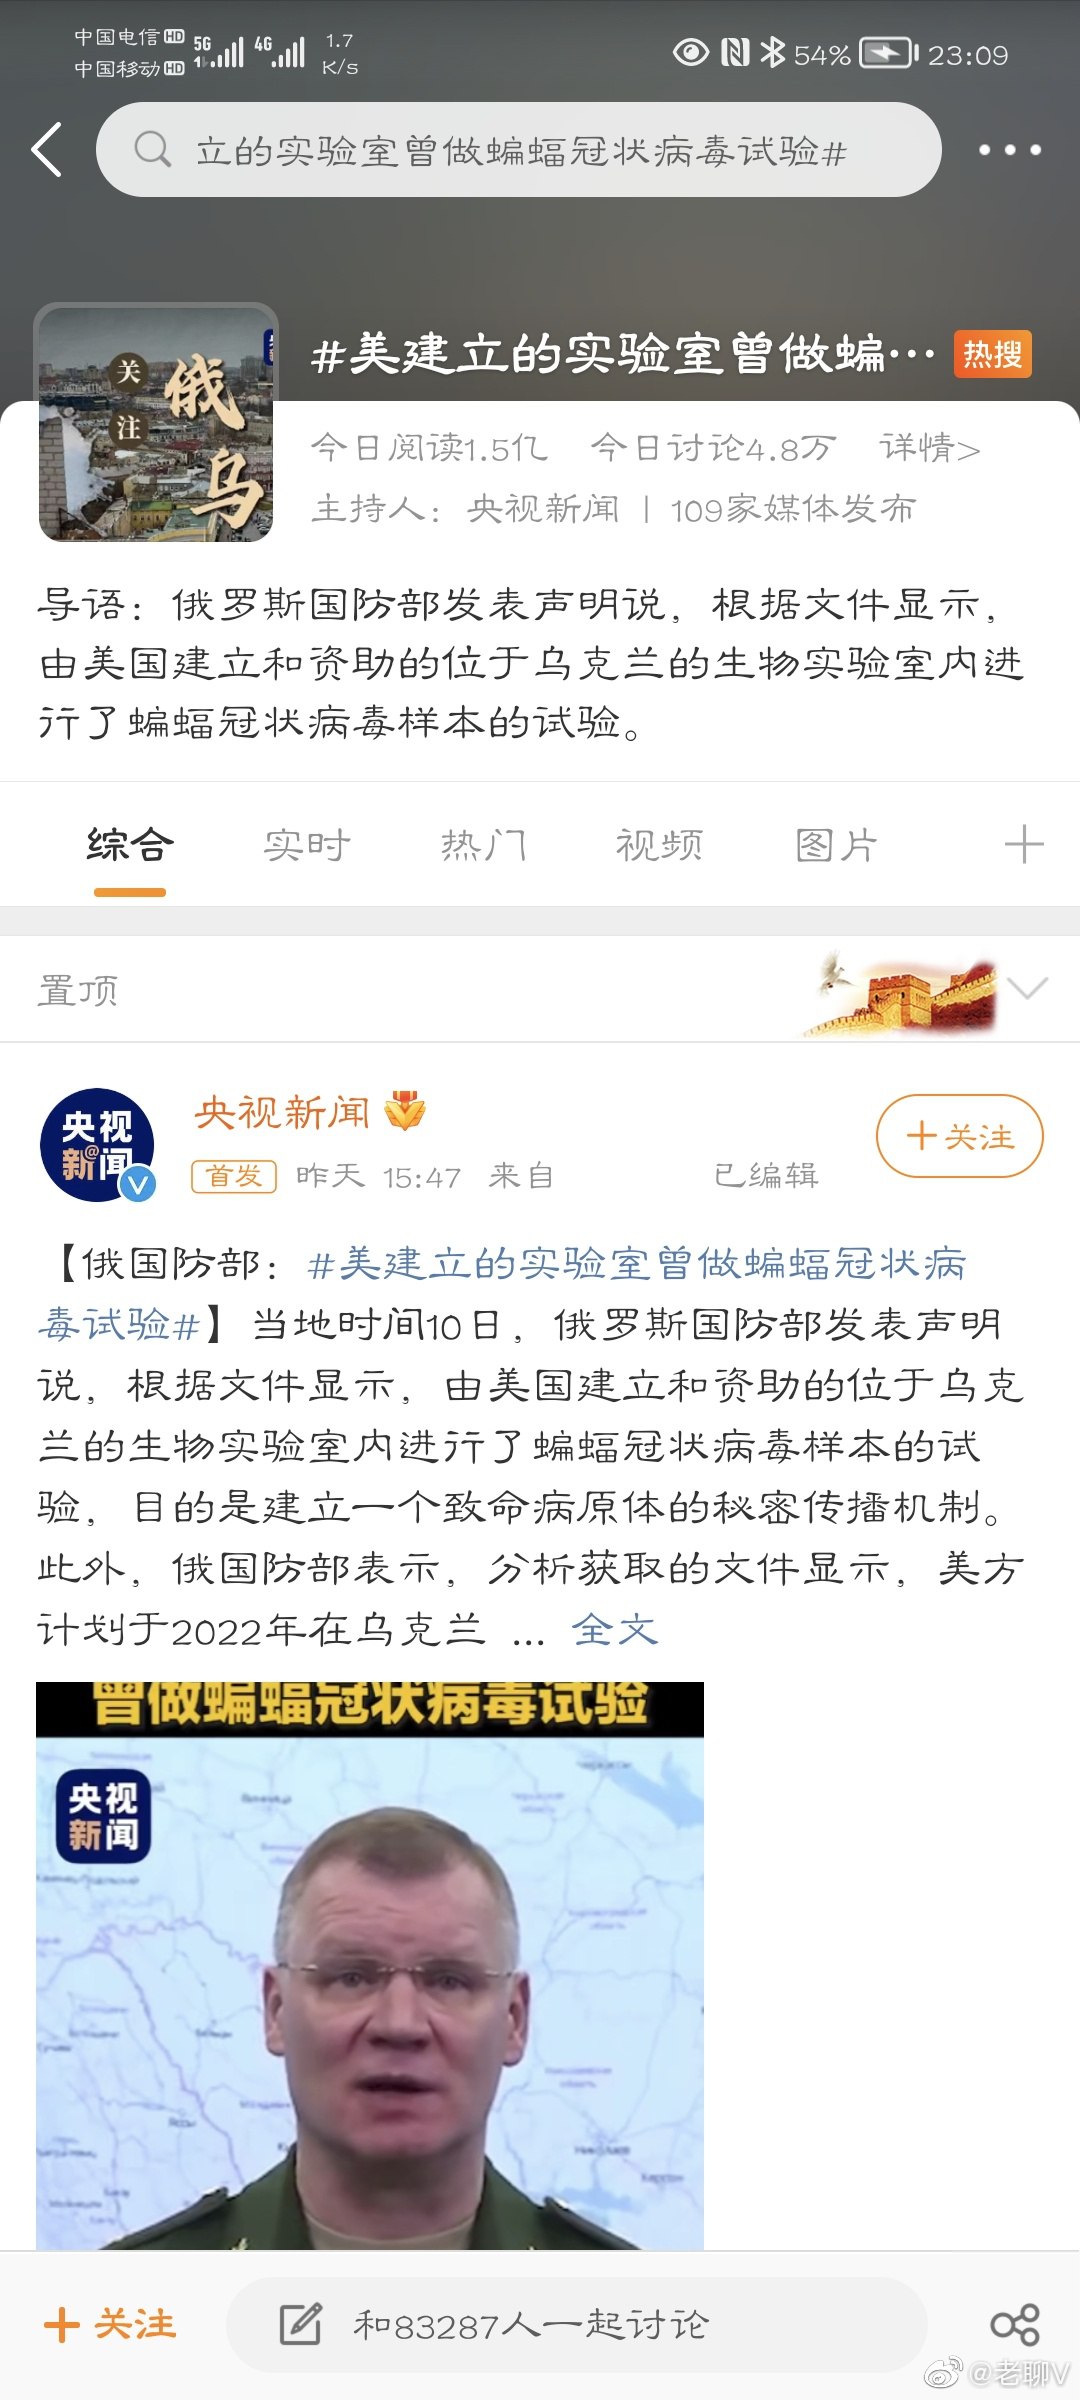 中国电信HD 5G 4G 1.7 54% 23:09
中国移动HD K/s
立的实验室曾做蝙蝠冠状病毒试验#
#美建立的实验室曾做蝙… 热搜
关注
俄乌
今日阅读1.5亿 今日讨论4.8万 详情>
主持人：央视新闻 | 109家媒体发布
导语：俄罗斯国防部发表声明说，根据文件显示，
由美国建立和资助的位于乌克兰的生物实验室内进
行了蝙蝠冠状病毒样本的试验。
综合 实时 热门 视频 图片
置顶
央视
新@闻
央视新闻
+关注
首发 昨天 15:47 来自 已编辑
【俄国防部：#美建立的实验室曾做蝙蝠冠状病
毒试验#】当地时间10日，俄罗斯国防部发表声明
说，根据文件显示，由美国建立和资助的位于乌克
兰的生物实验室内进行了蝙蝠冠状病毒样本的试
验，目的是建立一个致命病原体的秘密传播机制。
此外，俄国防部表示，分析获取的文件显示，美方
计划于2022年在乌克兰 ... 全文
曾做蝙蝠冠状病毒试验
央视
新闻
+关注 和83287人一起讨论
@老聊V